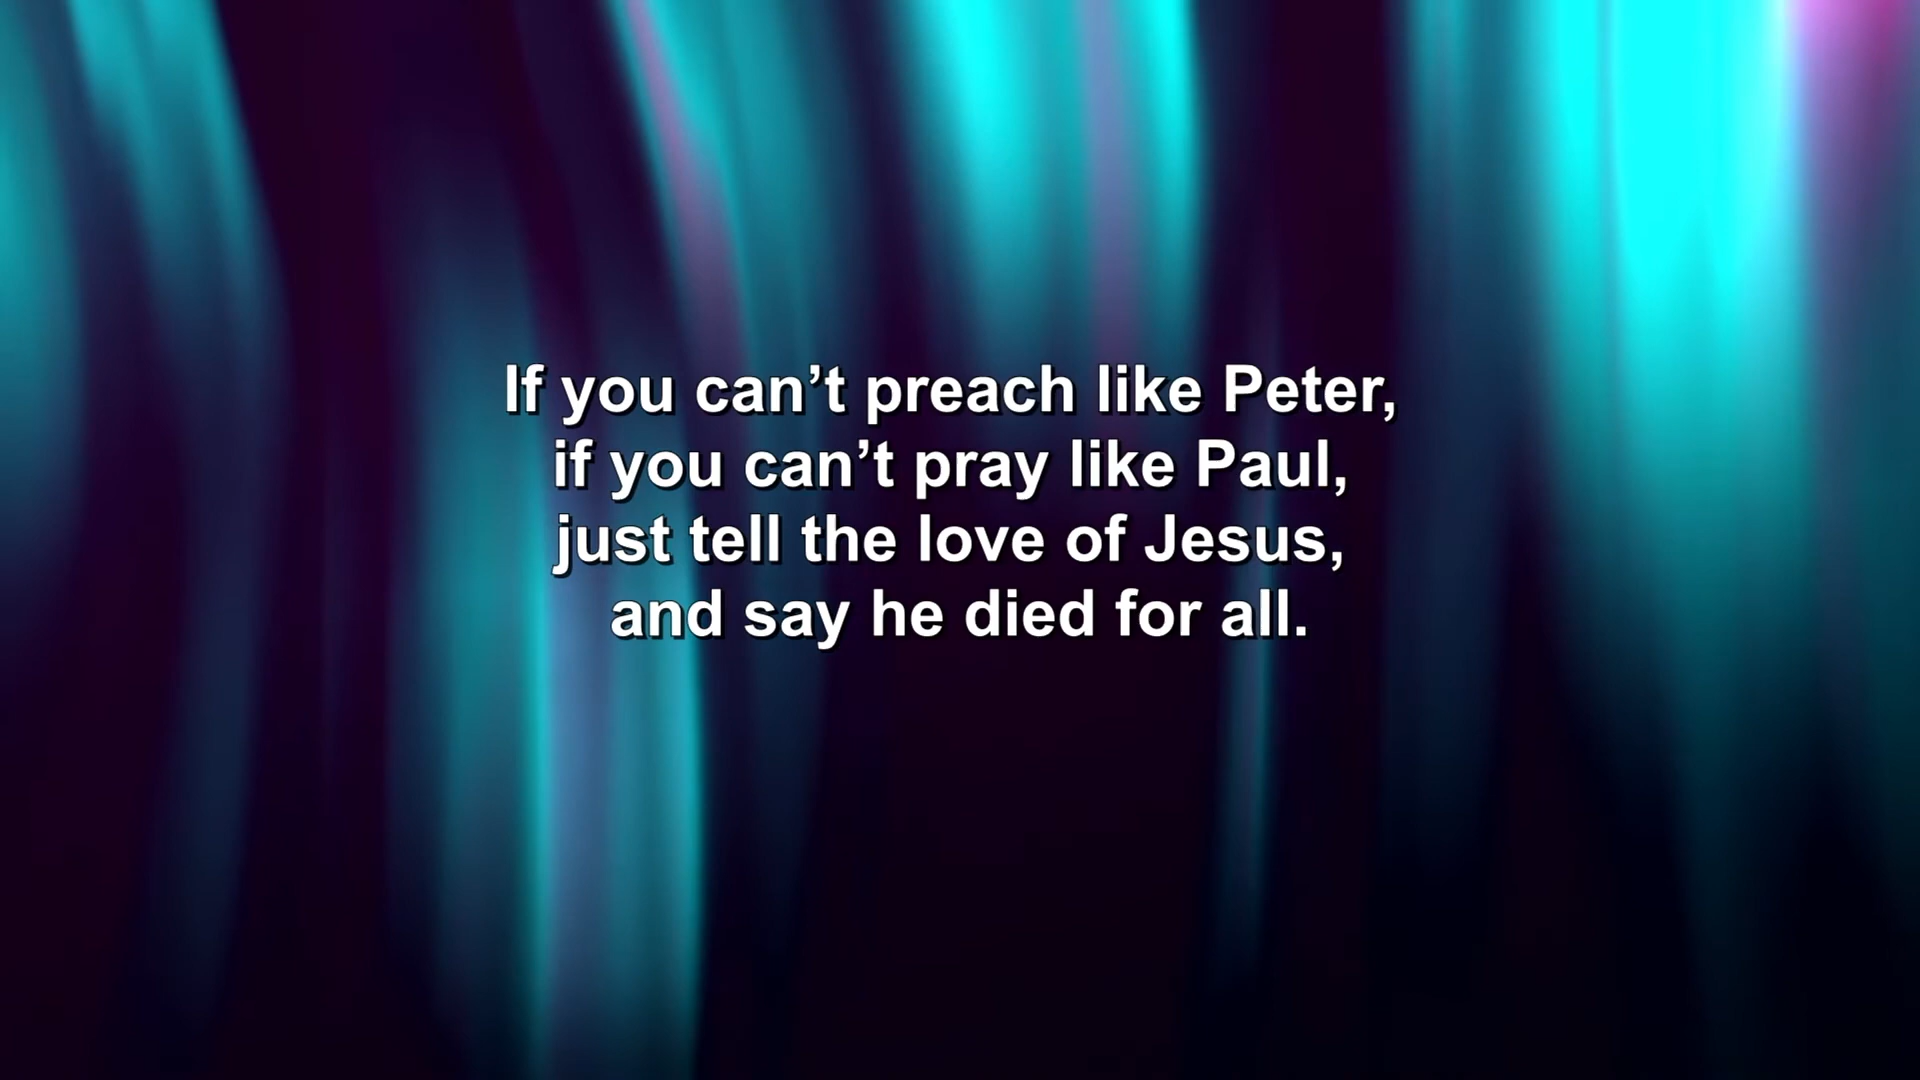 If you can’t preach like Peter,
if you can’t pray like Paul,
just tell the love of Jesus,
and say he died for all.